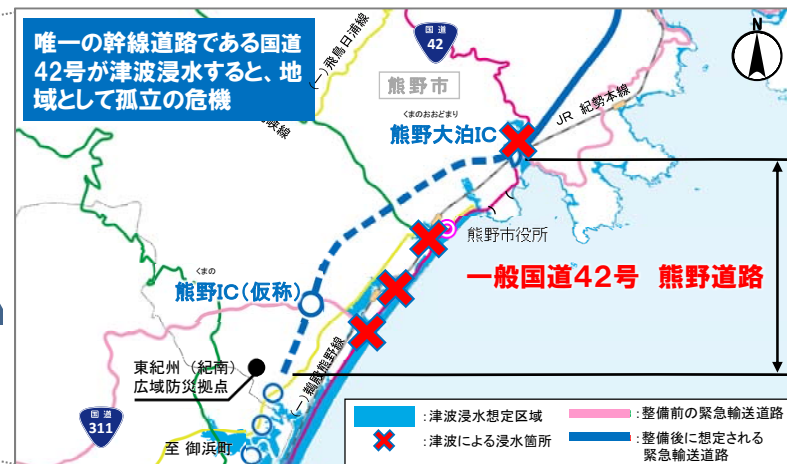 唯一の幹線道路である国道
42号が津波浸水すると、地
域として孤立の危機
国道
42
(一)飛鳥日浦線
熊野市
JR 紀勢本線
くまのおおどまり
熊野大泊IC
熊野市役所
一般国道42号 熊野道路
くまの
熊野IC(仮称)
東紀州(紀南)
広域防災拠点
(一)鵜殿熊野線
国道
311
至 御浜町
:津波浸水想定区域
:津波による浸水箇所
:整備前の緊急輸送道路
:整備後に想定される
緊急輸送道路